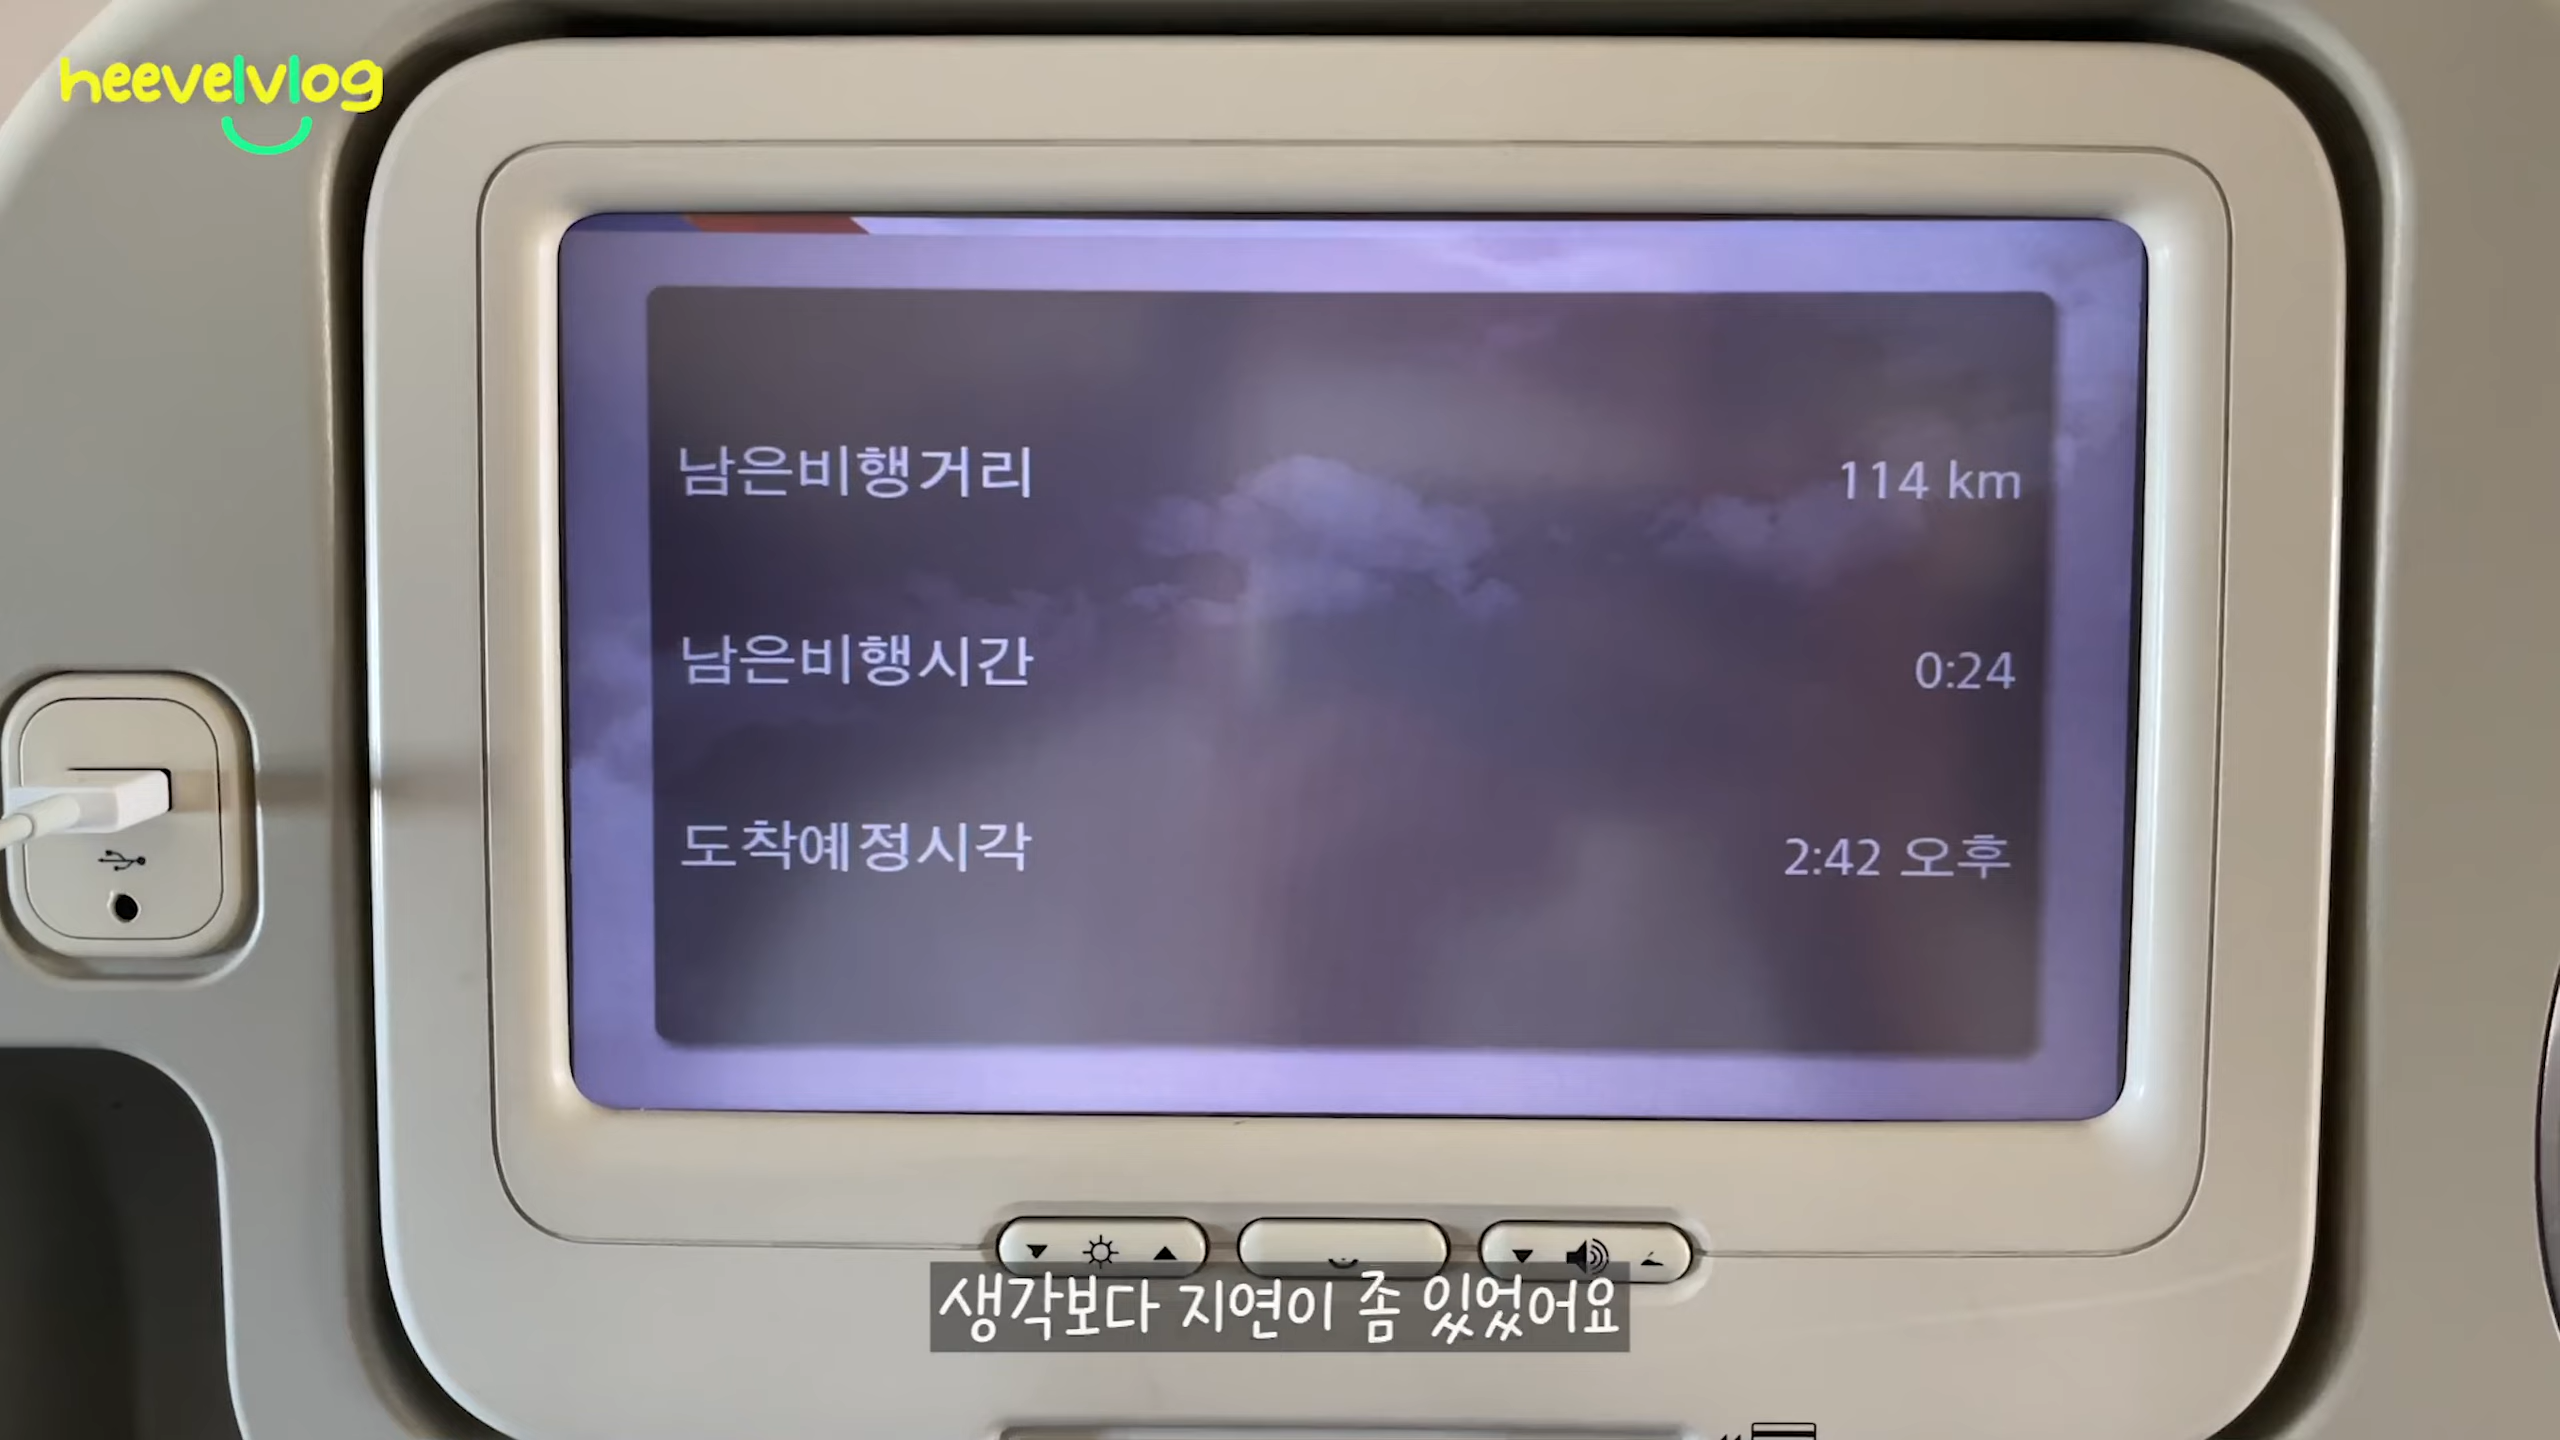 heevelvlog
남은비행거리 114 km
남은비행시간 0:24
도착예정시각 2:42 오후
생각보다 지연이 좀 있었어요